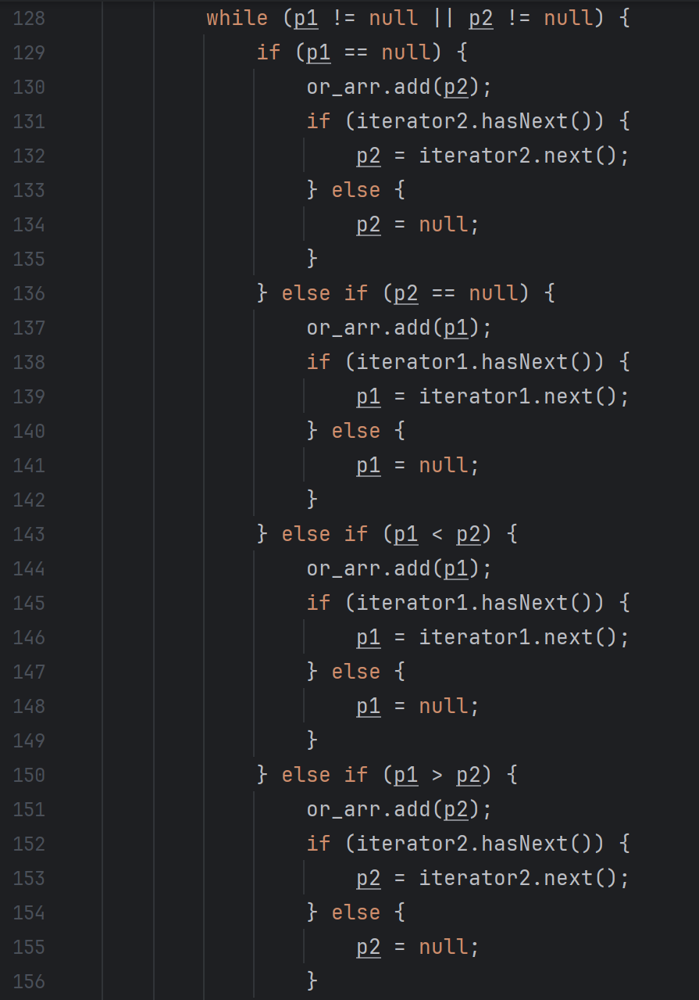 128 while (p1 != null || p2 != null) {
129 if (p1 == null) {
130 or_arr.add(p2);
131 if (iterator2.hasNext()) {
132 p2 = iterator2.next();
133 } else {
134 p2 = null;
135 }
136 } else if (p2 == null) {
137 or_arr.add(p1);
138 if (iterator1.hasNext()) {
139 p1 = iterator1.next();
140 } else {
141 p1 = null;
142 }
143 } else if (p1 < p2) {
144 or_arr.add(p1);
145 if (iterator1.hasNext()) {
146 p1 = iterator1.next();
147 } else {
148 p1 = null;
149 }
150 } else if (p1 > p2) {
151 or_arr.add(p2);
152 if (iterator2.hasNext()) {
153 p2 = iterator2.next();
154 } else {
155 p2 = null;
156 }